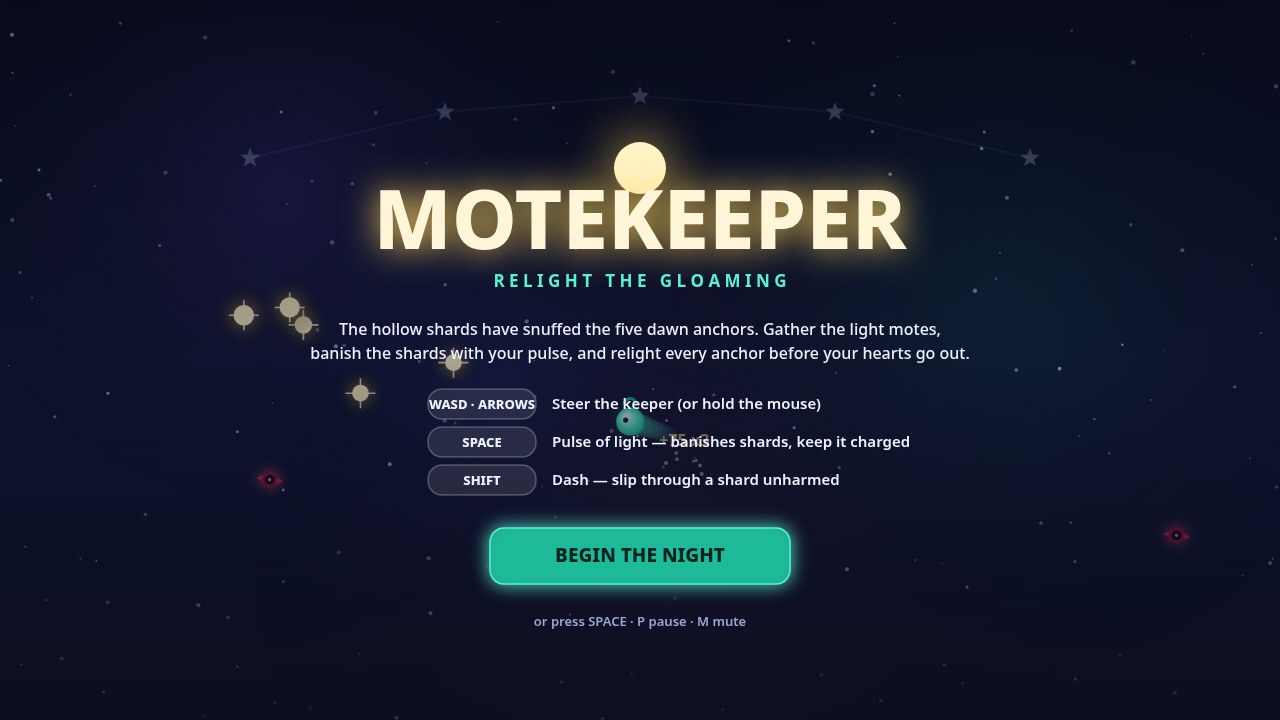 MOTEKEEPER
RELIGHT THE GLOAMING
The hollow shards have snuffed the five dawn anchors. Gather the light motes,
banish the shards with your pulse, and relight every anchor before your hearts go out.
WASD · ARROWS Steer the keeper (or hold the mouse)
SPACE Pulse of light — banishes shards, keep it charged
SHIFT Dash — slip through a shard unharmed
BEGIN THE NIGHT
or press SPACE · P pause · M mute